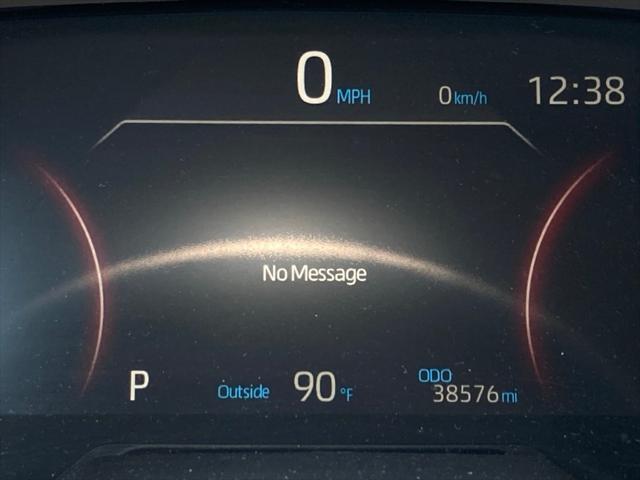 0 MPH 0 km/h 12:38
No Message
P Outside 90 °F ODO 38576 mi